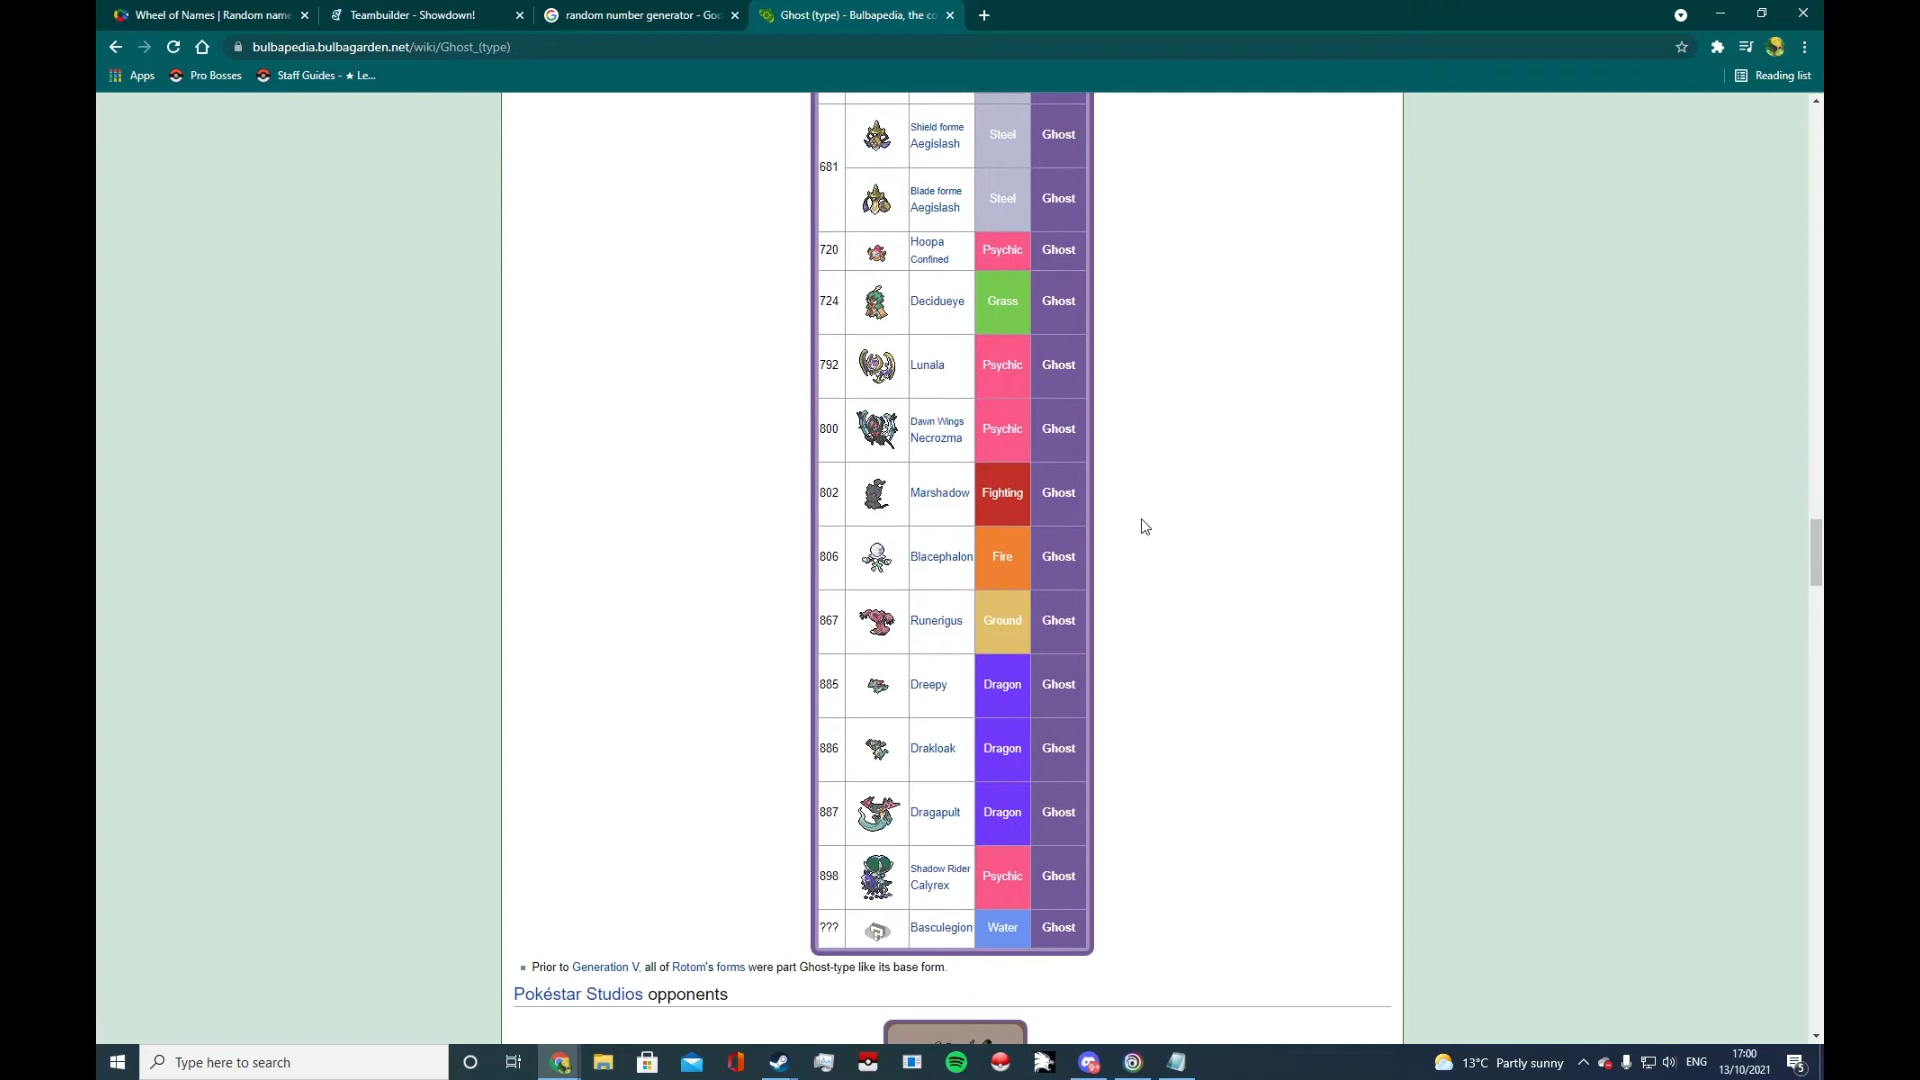 Wheel of Names | Random name
Teambuilder - Showdown!
random number generator - Goo
Ghost (type) - Bulbapedia, the co
bulbapedia.bulbagarden.net/wiki/Ghost_(type)
Apps
Pro Bosses
Staff Guides - ★ Le...
Reading list
681
Shield forme
Aegislash
Steel
Ghost
Blade forme
Aegislash
Steel
Ghost
720
Hoopa
Confined
Psychic
Ghost
724
Decidueye
Grass
Ghost
792
Lunala
Psychic
Ghost
800
Dawn Wings
Necrozma
Psychic
Ghost
802
Marshadow
Fighting
Ghost
806
Blacephalon
Fire
Ghost
867
Runerigus
Ground
Ghost
885
Dreepy
Dragon
Ghost
886
Drakloak
Dragon
Ghost
887
Dragapult
Dragon
Ghost
898
Shadow Rider
Calyrex
Psychic
Ghost
???
Basculegion
Water
Ghost
Prior to Generation V, all of Rotom's forms were part Ghost-type like its base form.
Pokéstar Studios opponents
Type here to search
13°C Partly sunny
ENG
17:00
13/10/2021
5